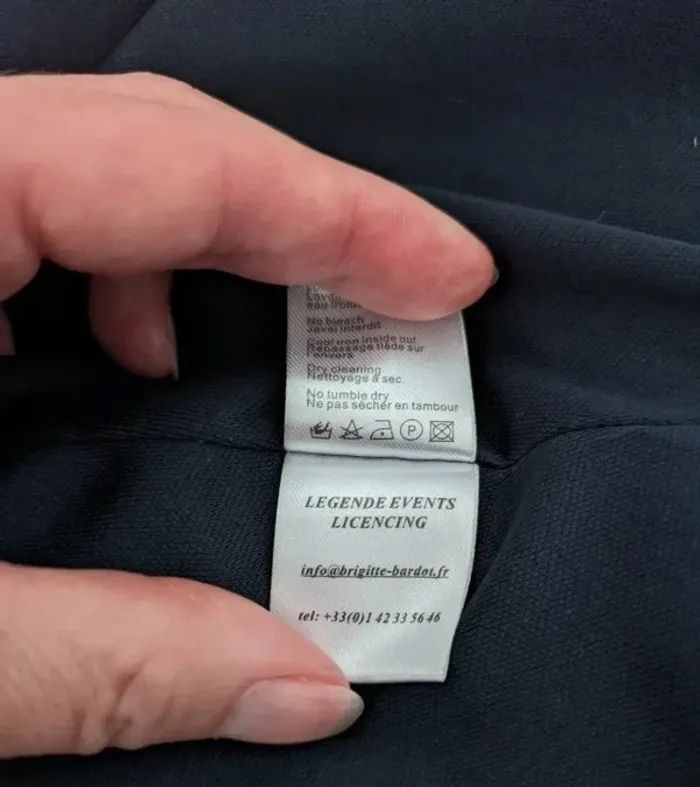 No bleach
Javel interdit
Cool iron inside out
Repassage tiède sur
l'envers
Dry cleaning
Nettoyage à sec.
No tumble dry
Ne pas sécher en tambour
P
LEGENDE EVENTS
LICENCING
info@brigitte-bardot.fr
tel: +33(0)1 42 33 56 46